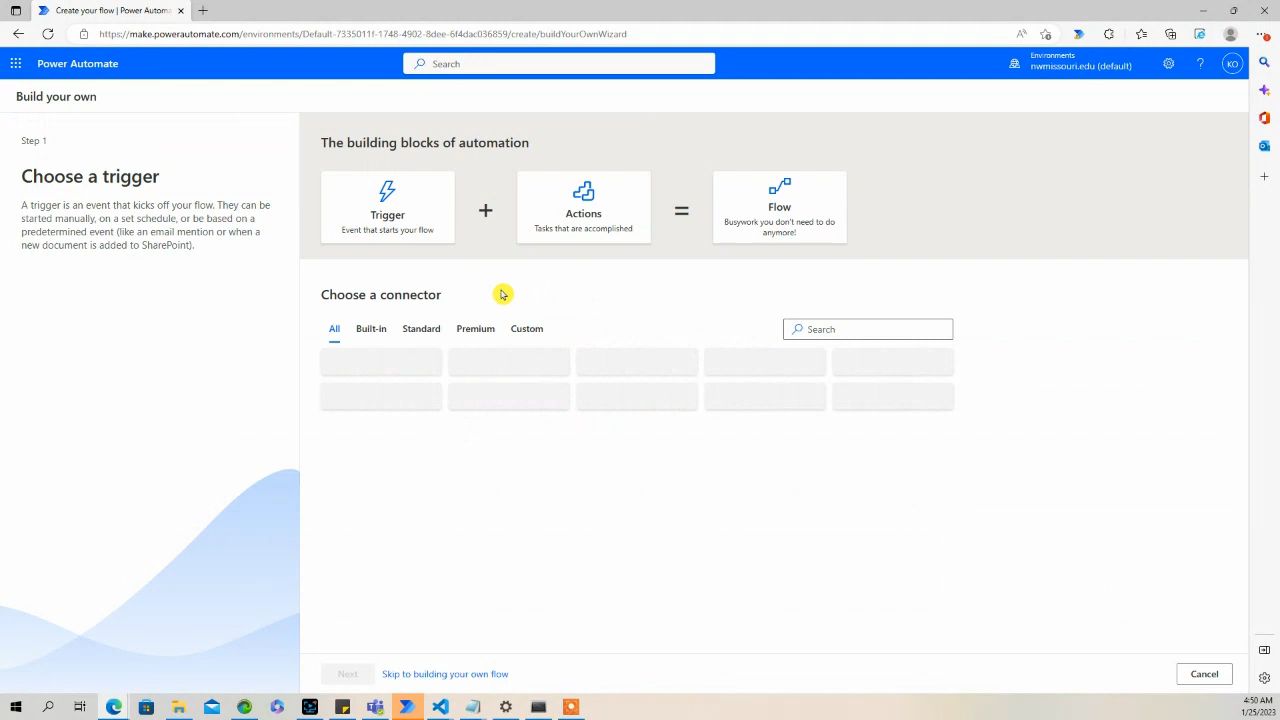 Create your flow | Power Automa
https://make.powerautomate.com/environments/Default-7335011f-1748-4902-8dee-6f4dac036859/create/buildYourOwnWizard
Power Automate
Search
Environments
nwmissouri.edu (default)
KO
Build your own
Step 1
Choose a trigger
A trigger is an event that kicks off your flow. They can be
started manually, on a set schedule, or be based on a
predetermined event (like an email mention or when a
new document is added to SharePoint).
The building blocks of automation
Trigger
Event that starts your flow
+
Actions
Tasks that are accomplished
=
Flow
Busywork you don't need to do
anymore!
Choose a connector
All
Built-in
Standard
Premium
Custom
Search
Next
Skip to building your own flow
Cancel
4:50 AM
1/25/2023